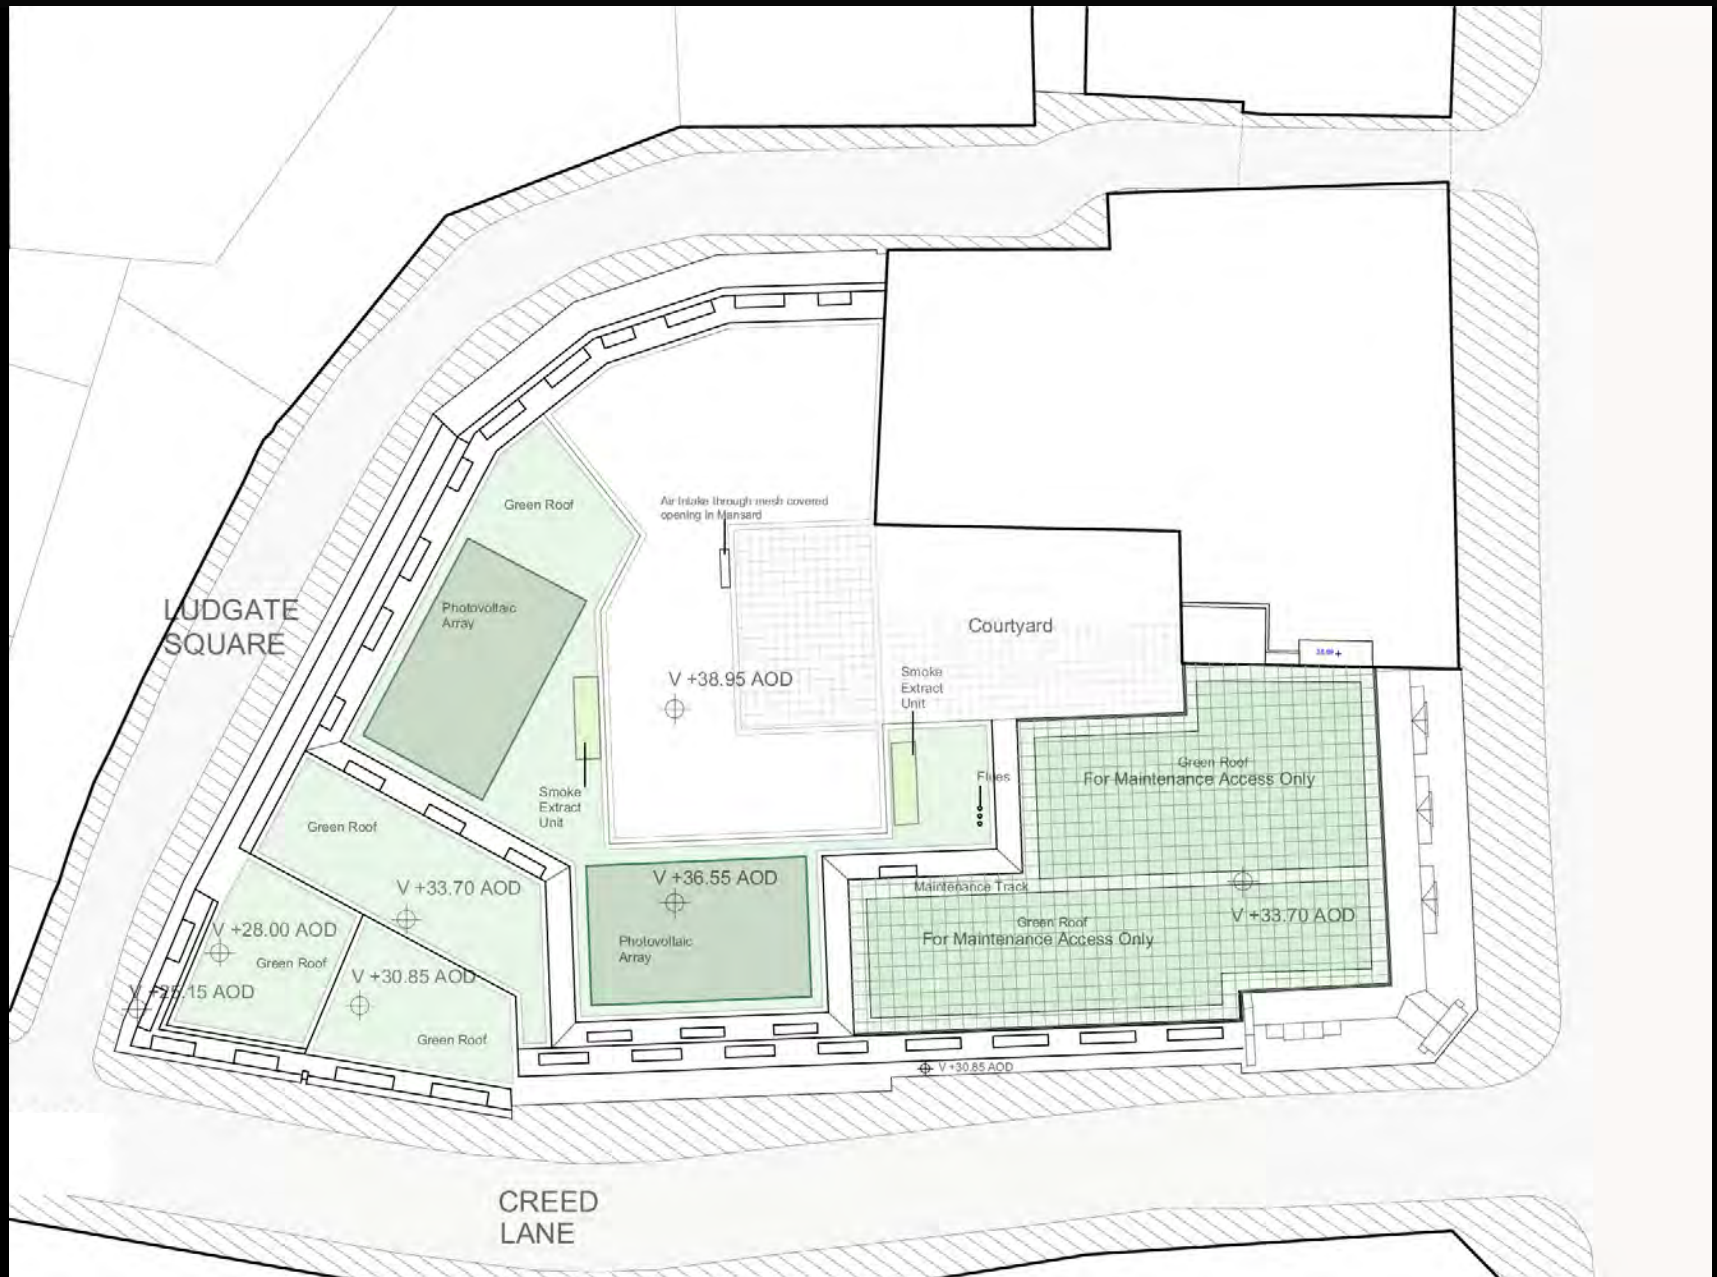 Green Roof
Air Intake through mesh covered
opening in Mansard
LUDGATE
SQUARE
Photovoltaic
Array
Courtyard
V +38.95 AOD
Smoke
Extract
Unit
Green Roof
For Maintenance Access Only
Flues
Smoke
Extract
Unit
Green Roof
V +33.70 AOD
V +36.55 AOD
Maintenance Track
V +33.70 AOD
Green Roof
For Maintenance Access Only
V +28.00 AOD
Green Roof
Photovoltaic
Array
V +30.85 AOD
V +25.15 AOD
Green Roof
V +30.85 AOD
CREED
LANE